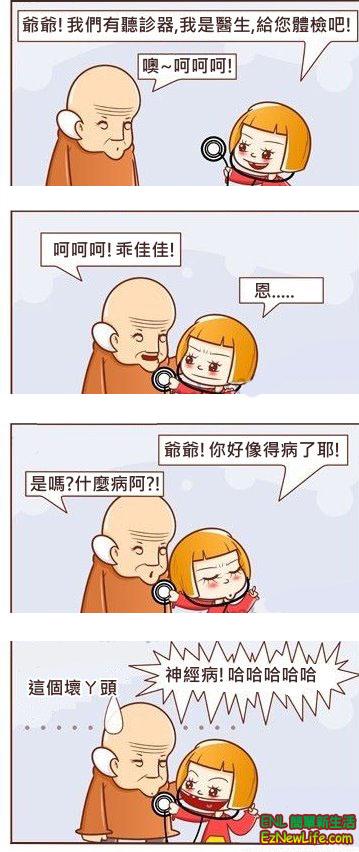 爺爺!我們有聽診器,我是醫生,給您體檢吧!
噢~呵呵呵!
呵呵呵!乖佳佳!
恩.....
爺爺!你好像得病了耶!
是嗎?什麼病阿?!
神經病!哈哈哈哈哈
這個壞丫頭
ENL 簡單新生活
EzNewLife.com